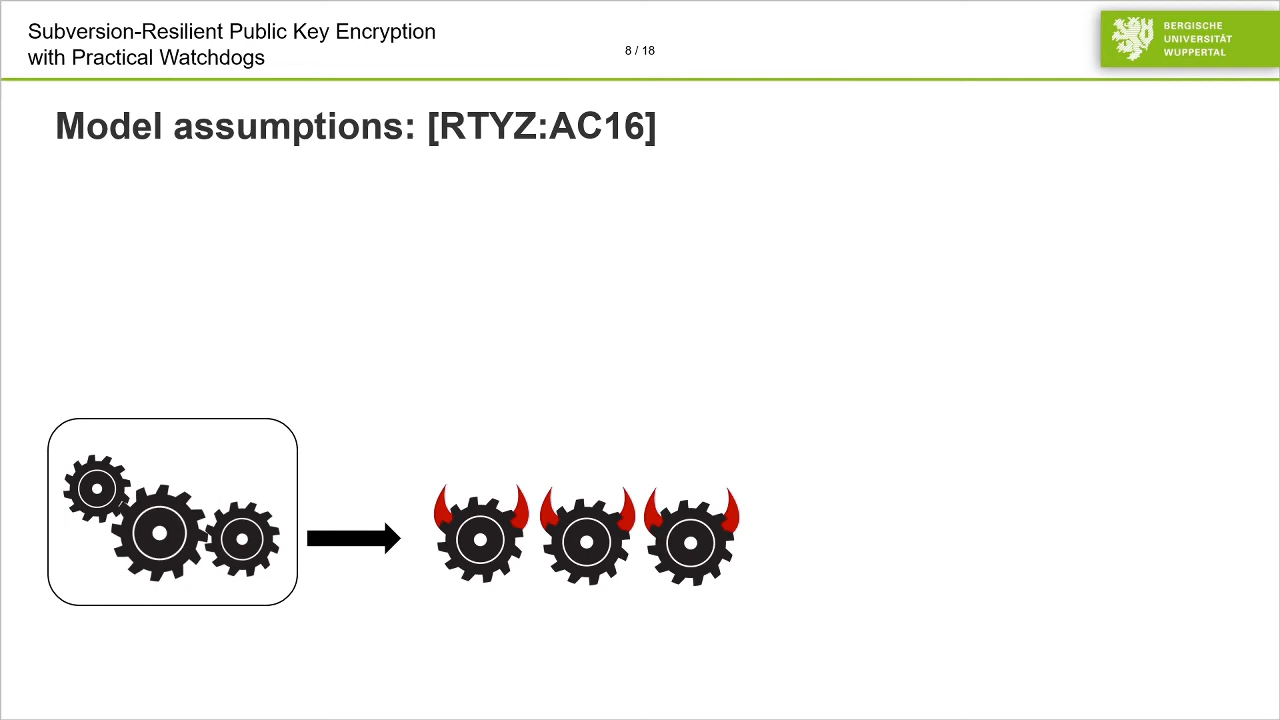 Subversion-Resilient Public Key Encryption
with Practical Watchdogs
8 / 18
BERGISCHE
UNIVERSITÄT
WUPPERTAL
Model assumptions: [RTYZ:AC16]